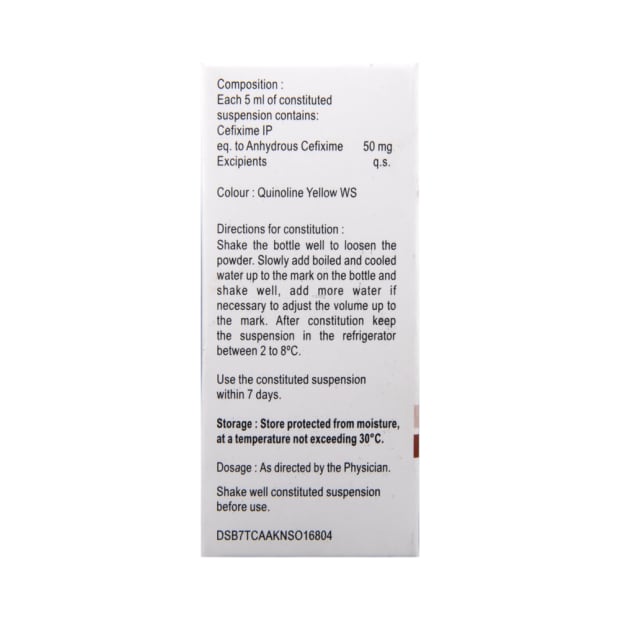 Composition :
Each 5 ml of constituted
suspension contains:
Cefixime IP
eq. to Anhydrous Cefixime 50 mg
Excipients q.s.
Colour : Quinoline Yellow WS
Directions for constitution :
Shake the bottle well to loosen the
powder. Slowly add boiled and cooled
water up to the mark on the bottle and
shake well, add more water if
necessary to adjust the volume up to
the mark. After constitution keep
the suspension in the refrigerator
between 2 to 8ºC.
Use the constituted suspension
within 7 days.
Storage : Store protected from moisture,
at a temperature not exceeding 30°C.
Dosage : As directed by the Physician.
Shake well constituted suspension
before use.
DSB7TCAAKNSO16804